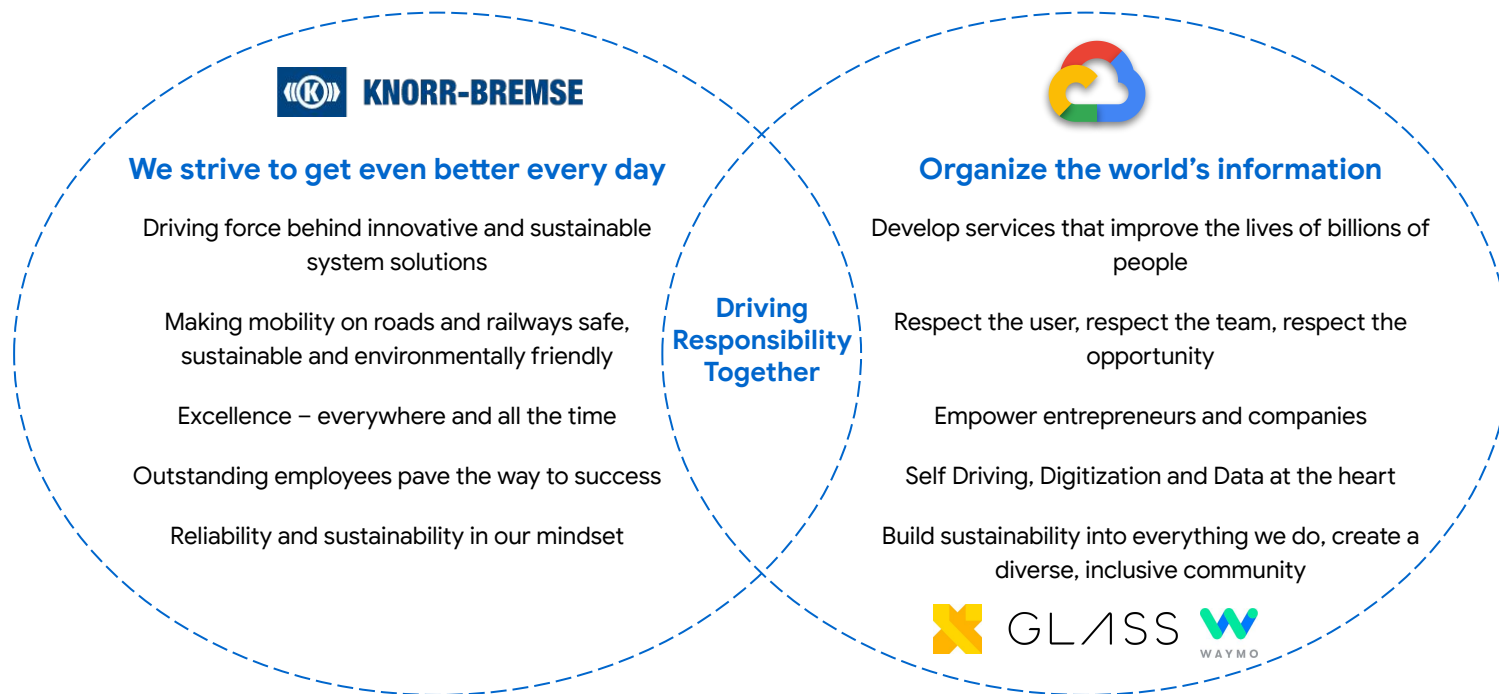 KNORR-BREMSE
We strive to get even better every day
Driving force behind innovative and sustainable
system solutions
Making mobility on roads and railways safe,
sustainable and environmentally friendly
Excellence – everywhere and all the time
Outstanding employees pave the way to success
Reliability and sustainability in our mindset
Driving
Responsibility
Together
Organize the world’s information
Develop services that improve the lives of billions of
people
Respect the user, respect the team, respect the
opportunity
Empower entrepreneurs and companies
Self Driving, Digitization and Data at the heart
Build sustainability into everything we do, create a
diverse, inclusive community
GLASS
WAYMO